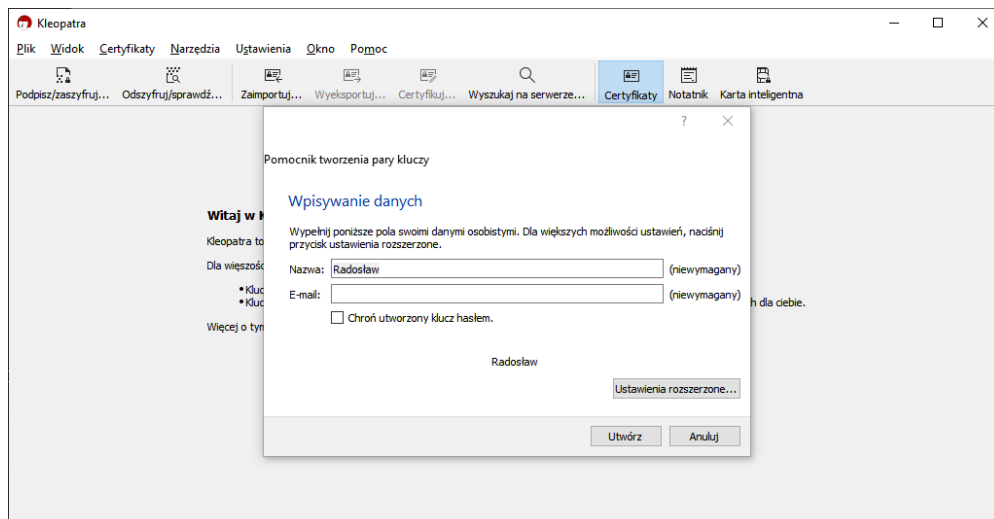 Kleopatra
Plik Widok Certyfikaty Narzędzia Ustawienia Okno Pomoc
Podpisz/zaszyfruj... Odszyfruj/sprawdź... Zaimportuj... Wyeksportuj... Certyfikuj... Wyszukaj na serwerze... Certyfikaty Notatnik Karta inteligentna
?
Pomocnik tworzenia pary kluczy
Wpisywanie danych
Witaj w
Wypełnij poniższe pola swoimi danymi osobistymi. Dla większych możliwości ustawień, naciśnij
przycisk ustawienia rozszerzone.
Kleopatra to
Dla więszość
Nazwa: Radosław (niewymagany)
•Kluc
E-mail: (niewymagany)
•Kluc h dla ciebie.
Chroń utworzony klucz hasłem.
Więcej o tym
Radosław
Ustawienia rozszerzone...
Utwórz Anuluj